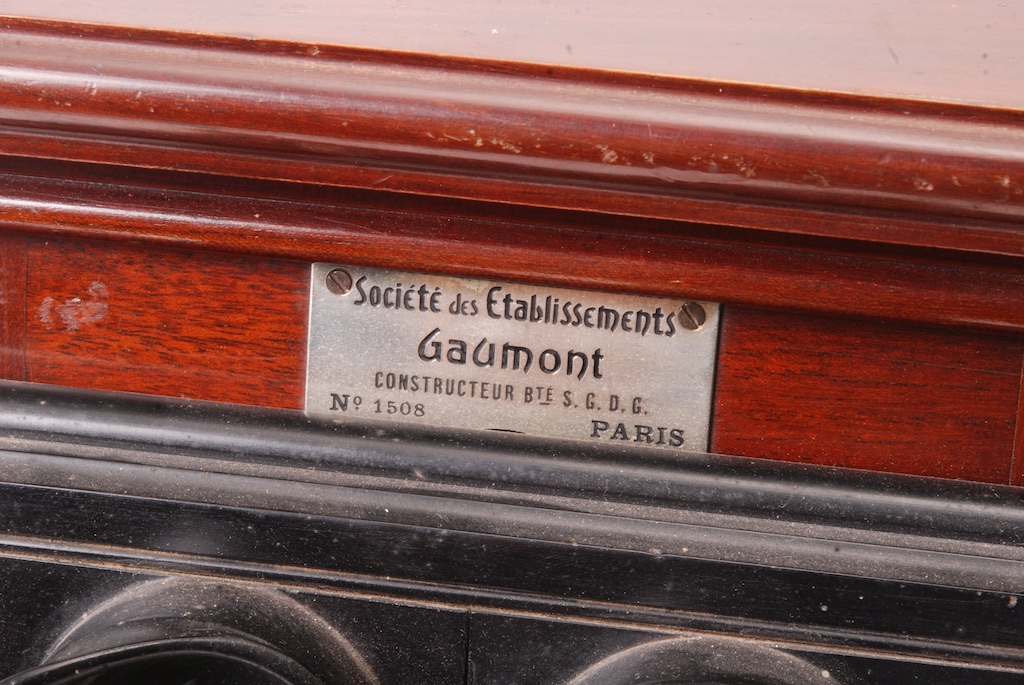 Société des Etablissements
Gaumont
CONSTRUCTEUR BTÉ S. G. D. G.
Nº 1508
PARIS